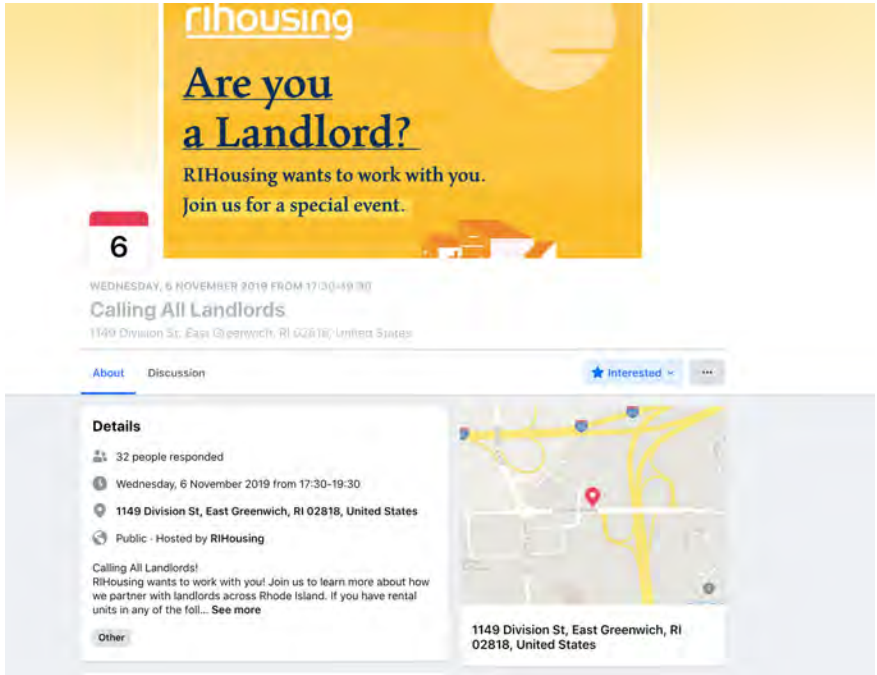 rihousing
Are you
a Landlord?
RIHousing wants to work with you.
Join us for a special event.
6
WEDNESDAY, 6 NOVEMBER 2019 FROM 17:30-19:30
Calling All Landlords
1149 Division St, East Greenwich, RI 02818, United States
About Discussion
Interested
Details
32 people responded
Wednesday, 6 November 2019 from 17:30-19:30
1149 Division St, East Greenwich, RI 02818, United States
Public · Hosted by RIHousing
Calling All Landlords!
RIHousing wants to work with you! Join us to learn more about how
we partner with landlords across Rhode Island. If you have rental
units in any of the foll... See more
Other
1149 Division St, East Greenwich, RI
02818, United States